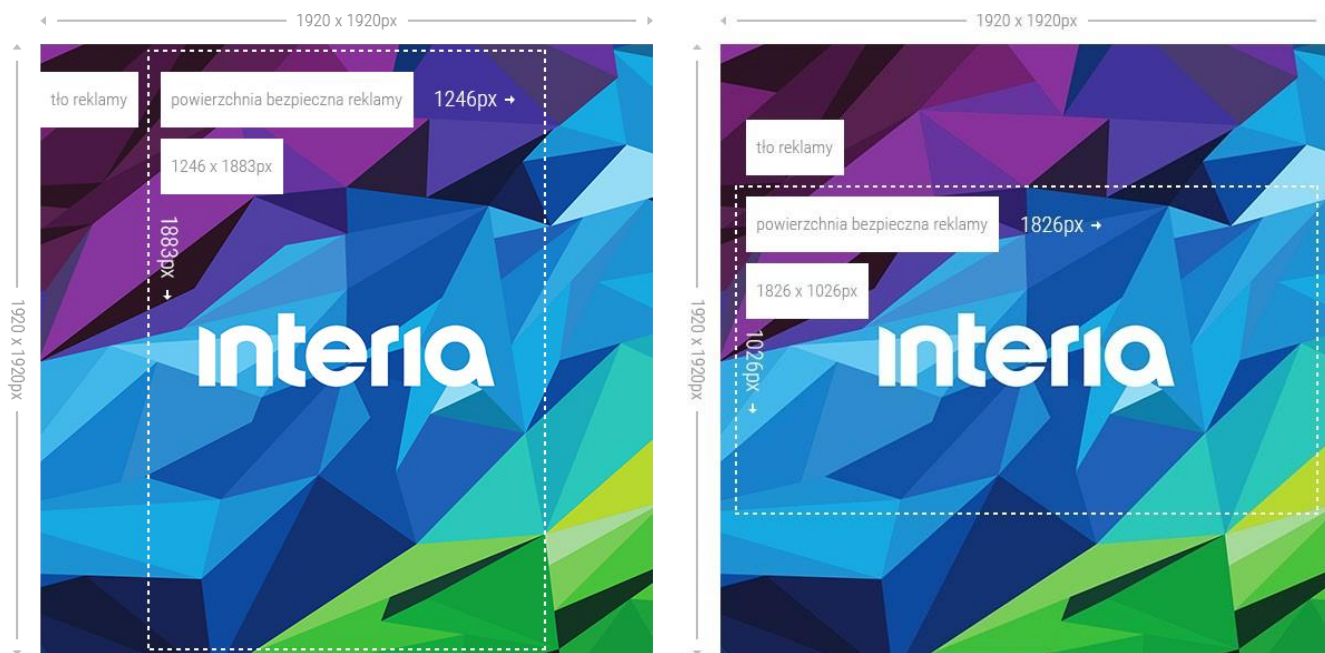 1920 x 1920px
1920 x 1920px
tło reklamy
powierzchnia bezpieczna reklamy
1246px
1246 x 1883px
1883px
interia
1920 x 1920px
1920 x 1920px
tło reklamy
powierzchnia bezpieczna reklamy
1826px
1826 x 1026px
1026px
interia